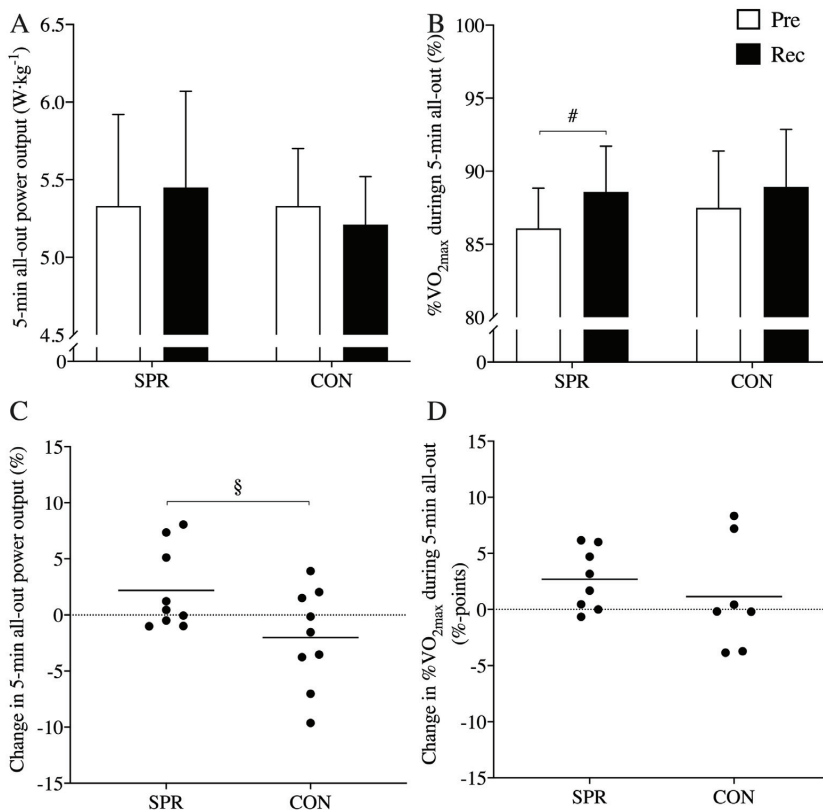 A
5-min all-out power output (W·kg-1)
6.5
6.0
5.5
5.0
4.5
0
SPR
CON
B
%VO2max duringn 5-min all-out (%)
100
95
90
85
80
0
#
Pre
Rec
SPR
CON
C
Change in 5-min all-out power output (%)
15
10
5
0
-5
-10
-15
§
SPR
CON
D
Change in %VO2max during 5-min all-out
(%-points)
15
10
5
0
-5
-10
-15
SPR
CON